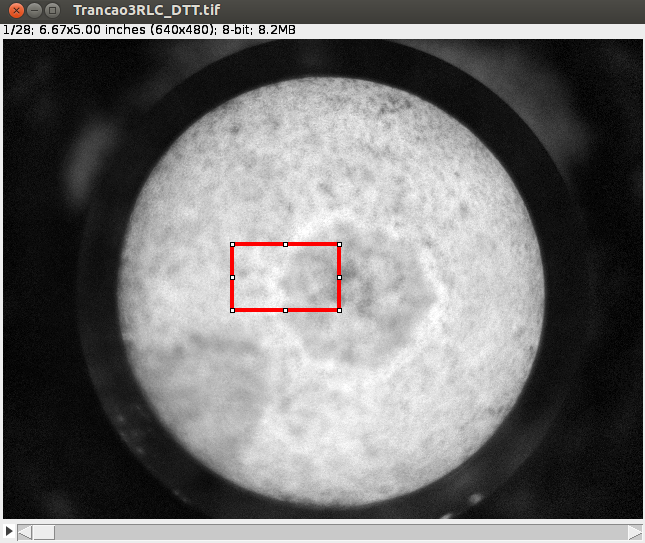 Trancao3RLC_DTT.tif
1/28; 6.67x5.00 inches (640x480); 8-bit; 8.2MB